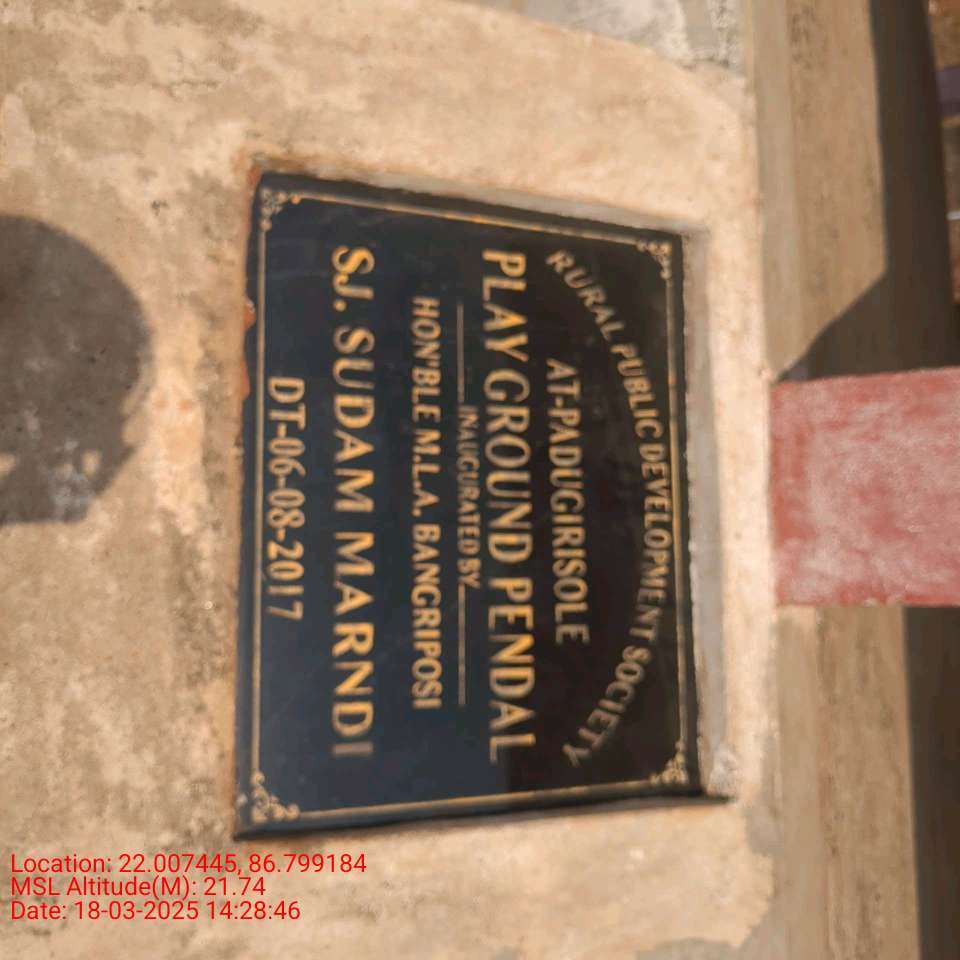 RURAL PUBLIC DEVELOPMENT SOCIETY
AT-PADUGIRISOLE
PLAY GROUND PENDAL
INAUGURATED BY
HON'BLE M.L.A. BANGRIPOSI
SJ. SUDAM MARNDI
DT-06-08-2017
Location: 22.007445, 86.799184
MSL Altitude(M): 21.74
Date: 18-03-2025 14:28:46